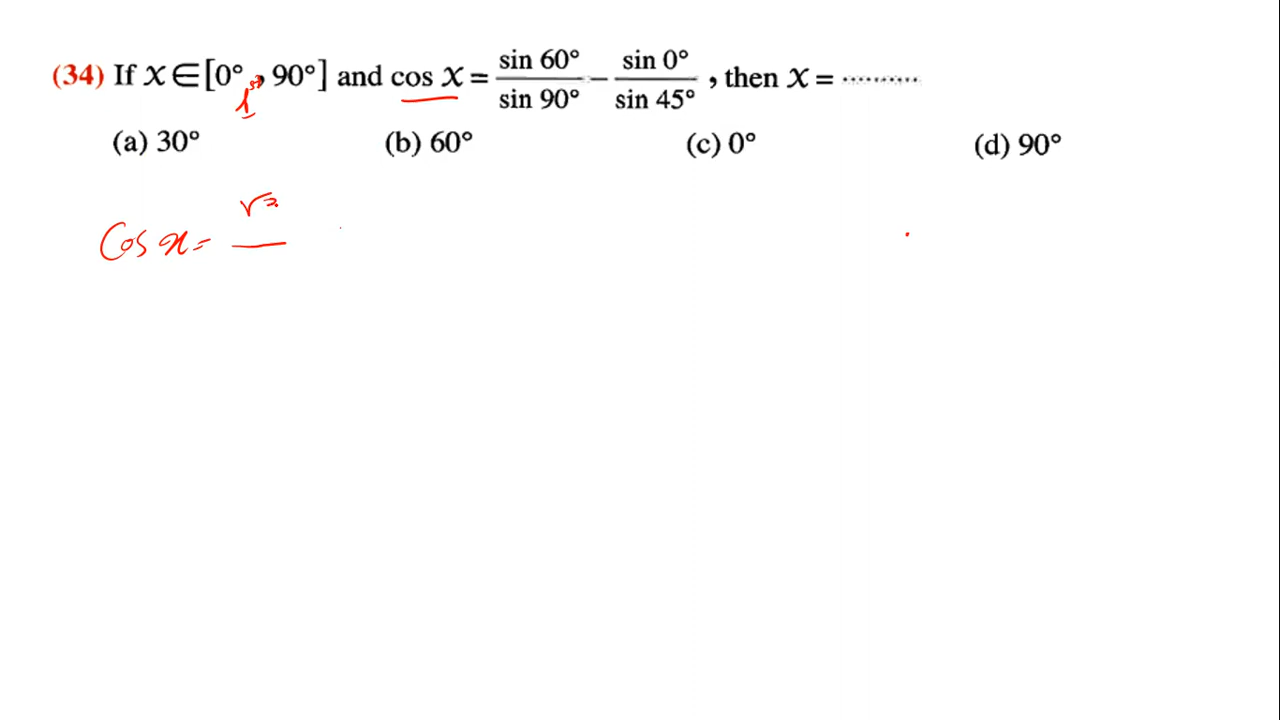 (34) If x ∈ [0° , 90°] and cos x = sin 60° / sin 90° − sin 0° / sin 45° , then x = ··········
1st
(a) 30° (b) 60° (c) 0° (d) 90°
Cos x = √3